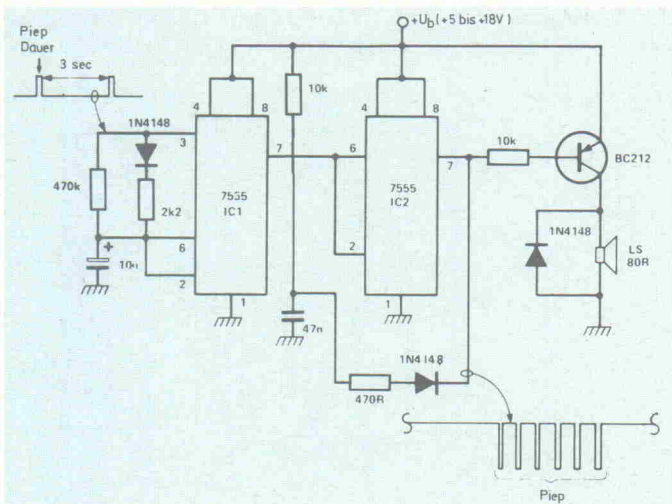 Piep
Dauer
3 sec
+Ub (+5 bis +18V)
10k
4
8
4
8
1N4148
3
7
6
7
10k
BC212
470k
2k2
7555
IC1
7555
IC2
1N4148
LS
80R
+
6
2
2
10µ
1
1
47n
1N4148
470R
Piep